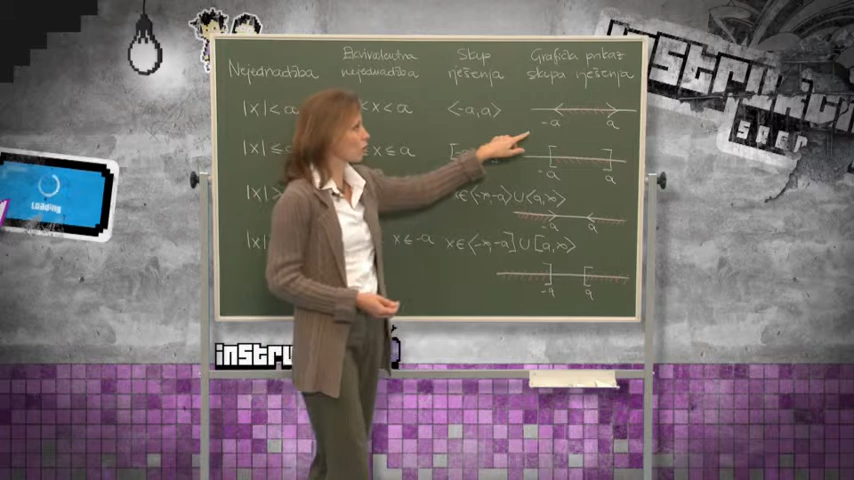 Nejednadžba
Ekvivalentna nejednadžba
Skup rješenja
Grafički prikaz skupa rješenja
|x| < a
< x < a
⟨-a, a⟩
-a a
|x| ≤
≤ x ≤ a
-a a
|x| >
x∈⟨-∞,-a⟩∪⟨a,∞⟩
-a a
|x|
x ≤ -a
x∈⟨-∞,-a]∪[a,∞⟩
-a a
Loading
instru